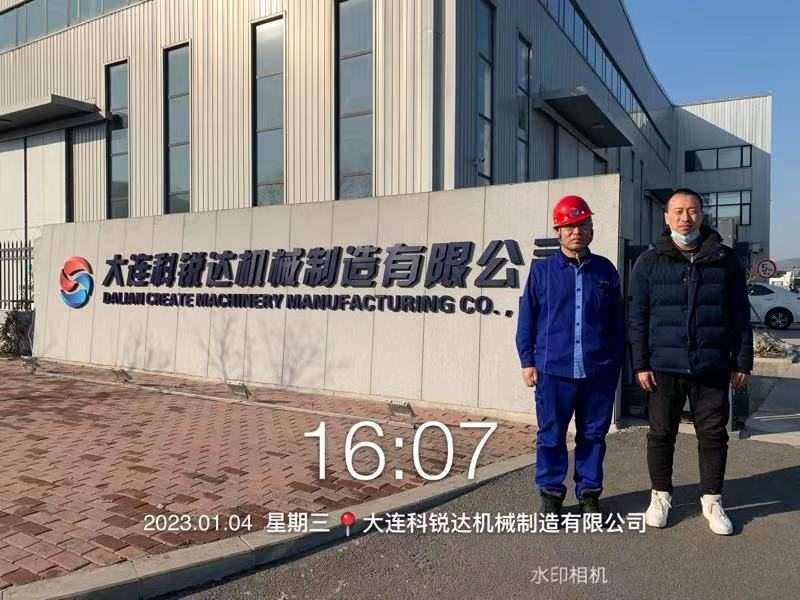 大连科锐达机械制造有限公司
DALIAN CREATE MACHINERY MANUFACTURING CO.,
16:07
2023.01.04 星期三 大连科锐达机械制造有限公司
水印相机